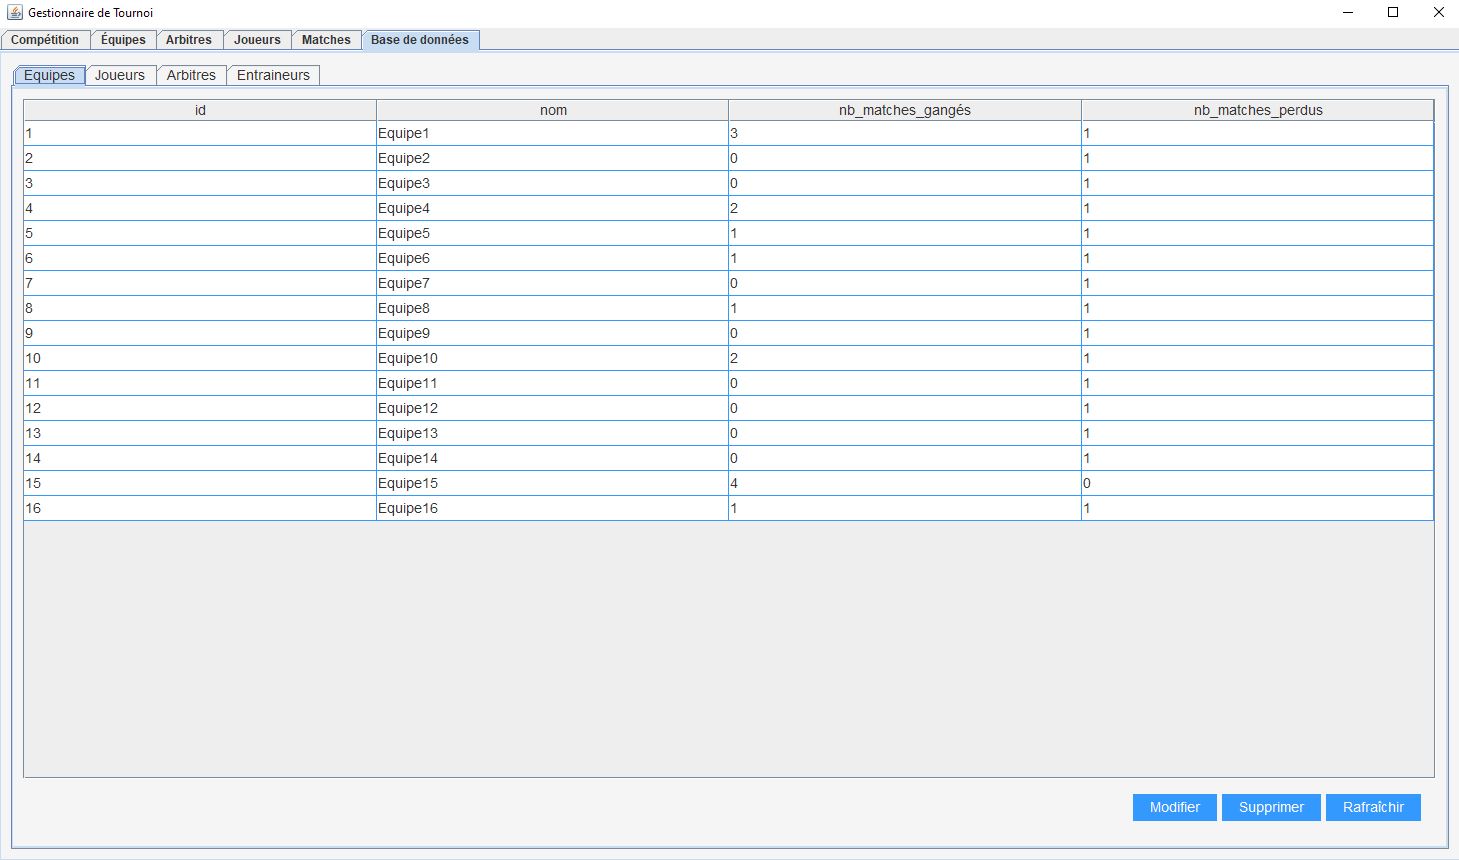 Gestionnaire de Tournoi
Compétition Équipes Arbitres Joueurs Matches Base de données
Equipes Joueurs Arbitres Entraineurs
id nom nb_matches_gangés nb_matches_perdus
1 Equipe1 3 1
2 Equipe2 0 1
3 Equipe3 0 1
4 Equipe4 2 1
5 Equipe5 1 1
6 Equipe6 1 1
7 Equipe7 0 1
8 Equipe8 1 1
9 Equipe9 0 1
10 Equipe10 2 1
11 Equipe11 0 1
12 Equipe12 0 1
13 Equipe13 0 1
14 Equipe14 0 1
15 Equipe15 4 0
16 Equipe16 1 1
Modifier Supprimer Rafraîchir